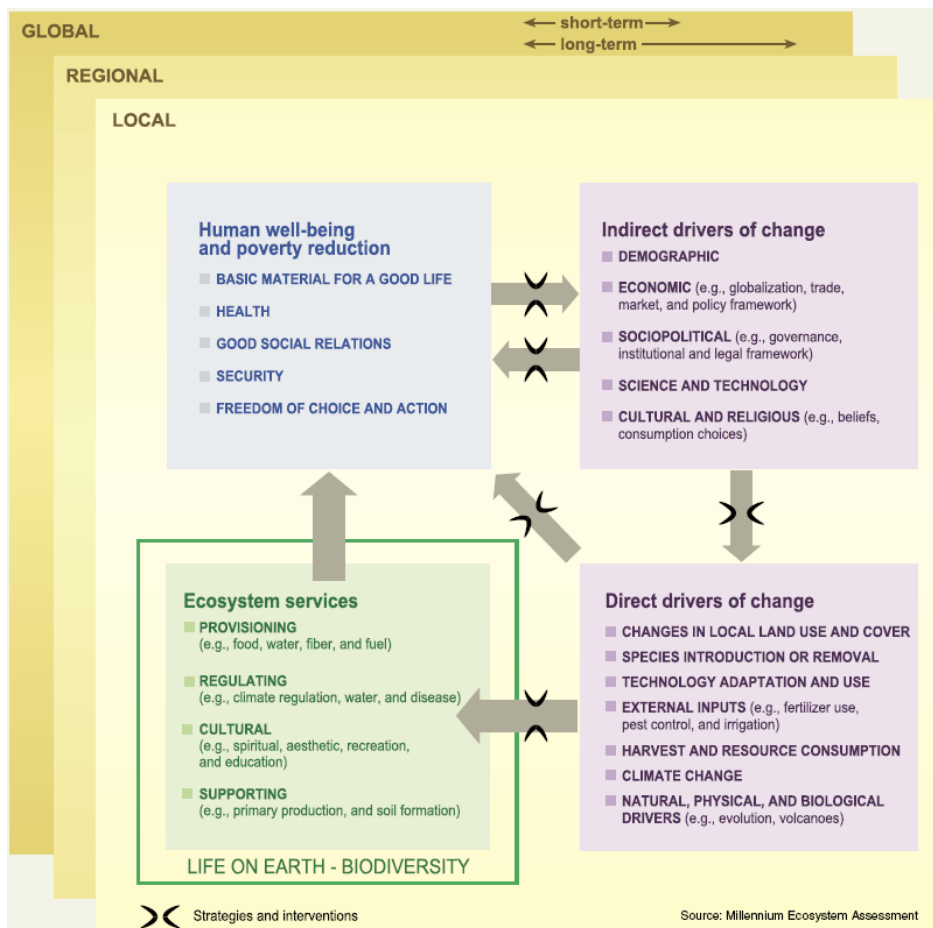 GLOBAL
short-term
long-term
REGIONAL
LOCAL
Human well-being
and poverty reduction
BASIC MATERIAL FOR A GOOD LIFE
HEALTH
GOOD SOCIAL RELATIONS
SECURITY
FREEDOM OF CHOICE AND ACTION
Indirect drivers of change
DEMOGRAPHIC
ECONOMIC (e.g., globalization, trade,
market, and policy framework)
SOCIOPOLITICAL (e.g., governance,
institutional and legal framework)
SCIENCE AND TECHNOLOGY
CULTURAL AND RELIGIOUS (e.g., beliefs,
consumption choices)
Ecosystem services
PROVISIONING
(e.g., food, water, fiber, and fuel)
REGULATING
(e.g., climate regulation, water, and disease)
CULTURAL
(e.g., spiritual, aesthetic, recreation,
and education)
SUPPORTING
(e.g., primary production, and soil formation)
LIFE ON EARTH - BIODIVERSITY
Direct drivers of change
CHANGES IN LOCAL LAND USE AND COVER
SPECIES INTRODUCTION OR REMOVAL
TECHNOLOGY ADAPTATION AND USE
EXTERNAL INPUTS (e.g., fertilizer use,
pest control, and irrigation)
HARVEST AND RESOURCE CONSUMPTION
CLIMATE CHANGE
NATURAL, PHYSICAL, AND BIOLOGICAL
DRIVERS (e.g., evolution, volcanoes)
Strategies and interventions
Source: Millennium Ecosystem Assessment